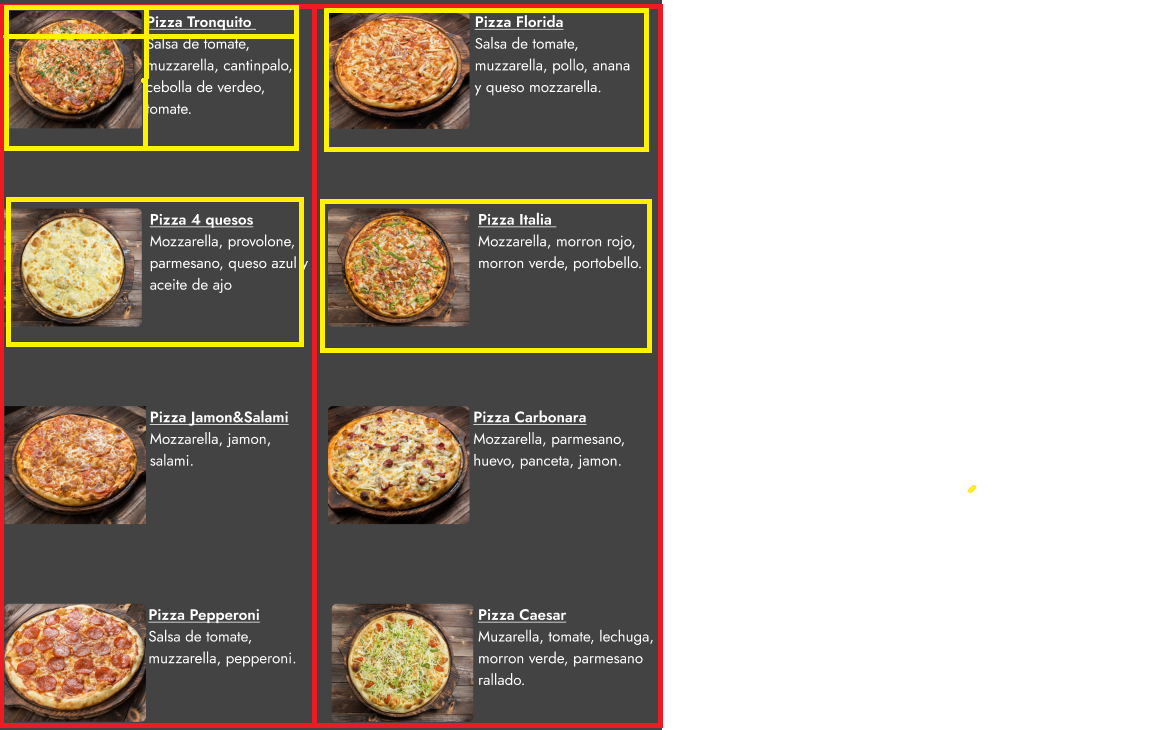 Pizza Tronquito
Salsa de tomate,
muzzarella, cantinpalo,
cebolla de verdeo,
tomate.
Pizza Florida
Salsa de tomate,
muzzarella, pollo, anana
y queso mozzarella.
Pizza 4 quesos
Mozzarella, provolone,
parmesano, queso azul y
aceite de ajo
Pizza Italia
Mozzarella, morron rojo,
morron verde, portobello.
Pizza Jamon&Salami
Mozzarella, jamon,
salami.
Pizza Carbonara
Mozzarella, parmesano,
huevo, panceta, jamon.
Pizza Pepperoni
Salsa de tomate,
muzzarella, pepperoni.
Pizza Caesar
Muzarella, tomate, lechuga,
morron verde, parmesano
rallado.